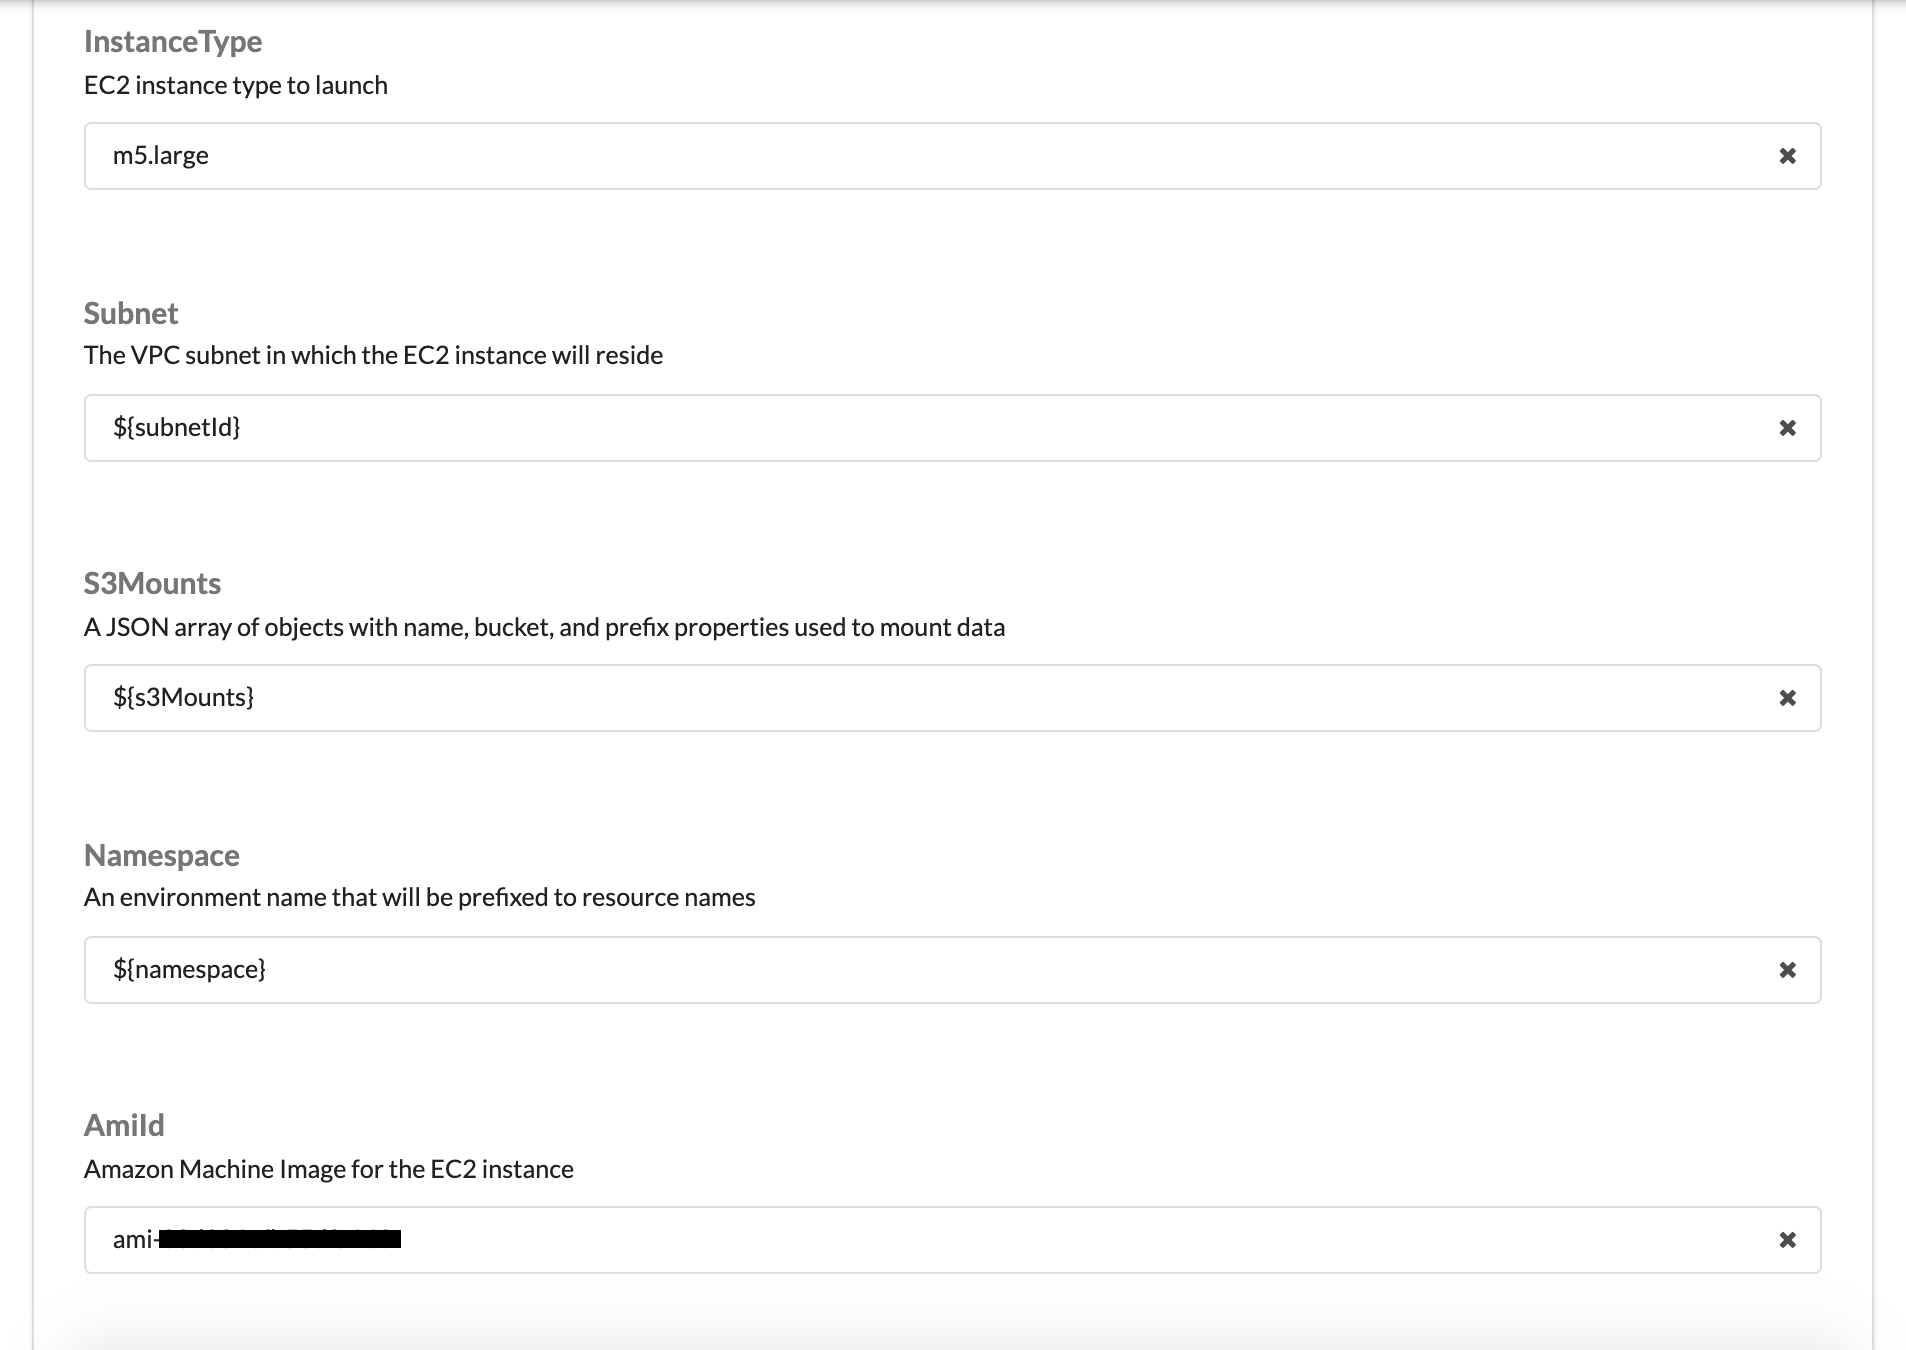 InstanceType
EC2 instance type to launch
m5.large
Subnet
The VPC subnet in which the EC2 instance will reside
${subnetId}
S3Mounts
A JSON array of objects with name, bucket, and prefix properties used to mount data
${s3Mounts}
Namespace
An environment name that will be prefixed to resource names
${namespace}
AmiId
Amazon Machine Image for the EC2 instance
ami-